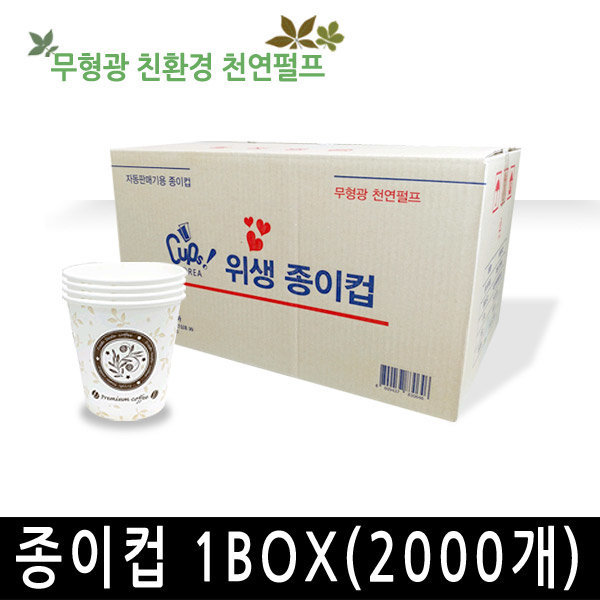 무형광 친환경 천연펄프
자동판매기용 종이컵
무형광 천연펄프
Cups!
위생 종이컵
Premium Coffee
종이컵 1BOX(2000개)